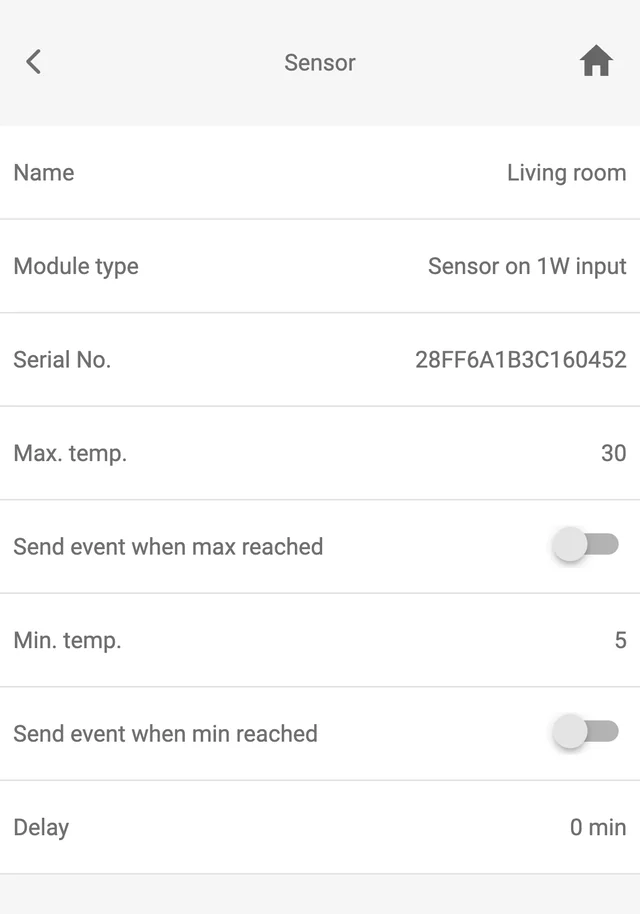 Sensor
Name Living room
Module type Sensor on 1W input
Serial No. 28FF6A1B3C160452
Max. temp. 30
Send event when max reached
Min. temp. 5
Send event when min reached
Delay 0 min